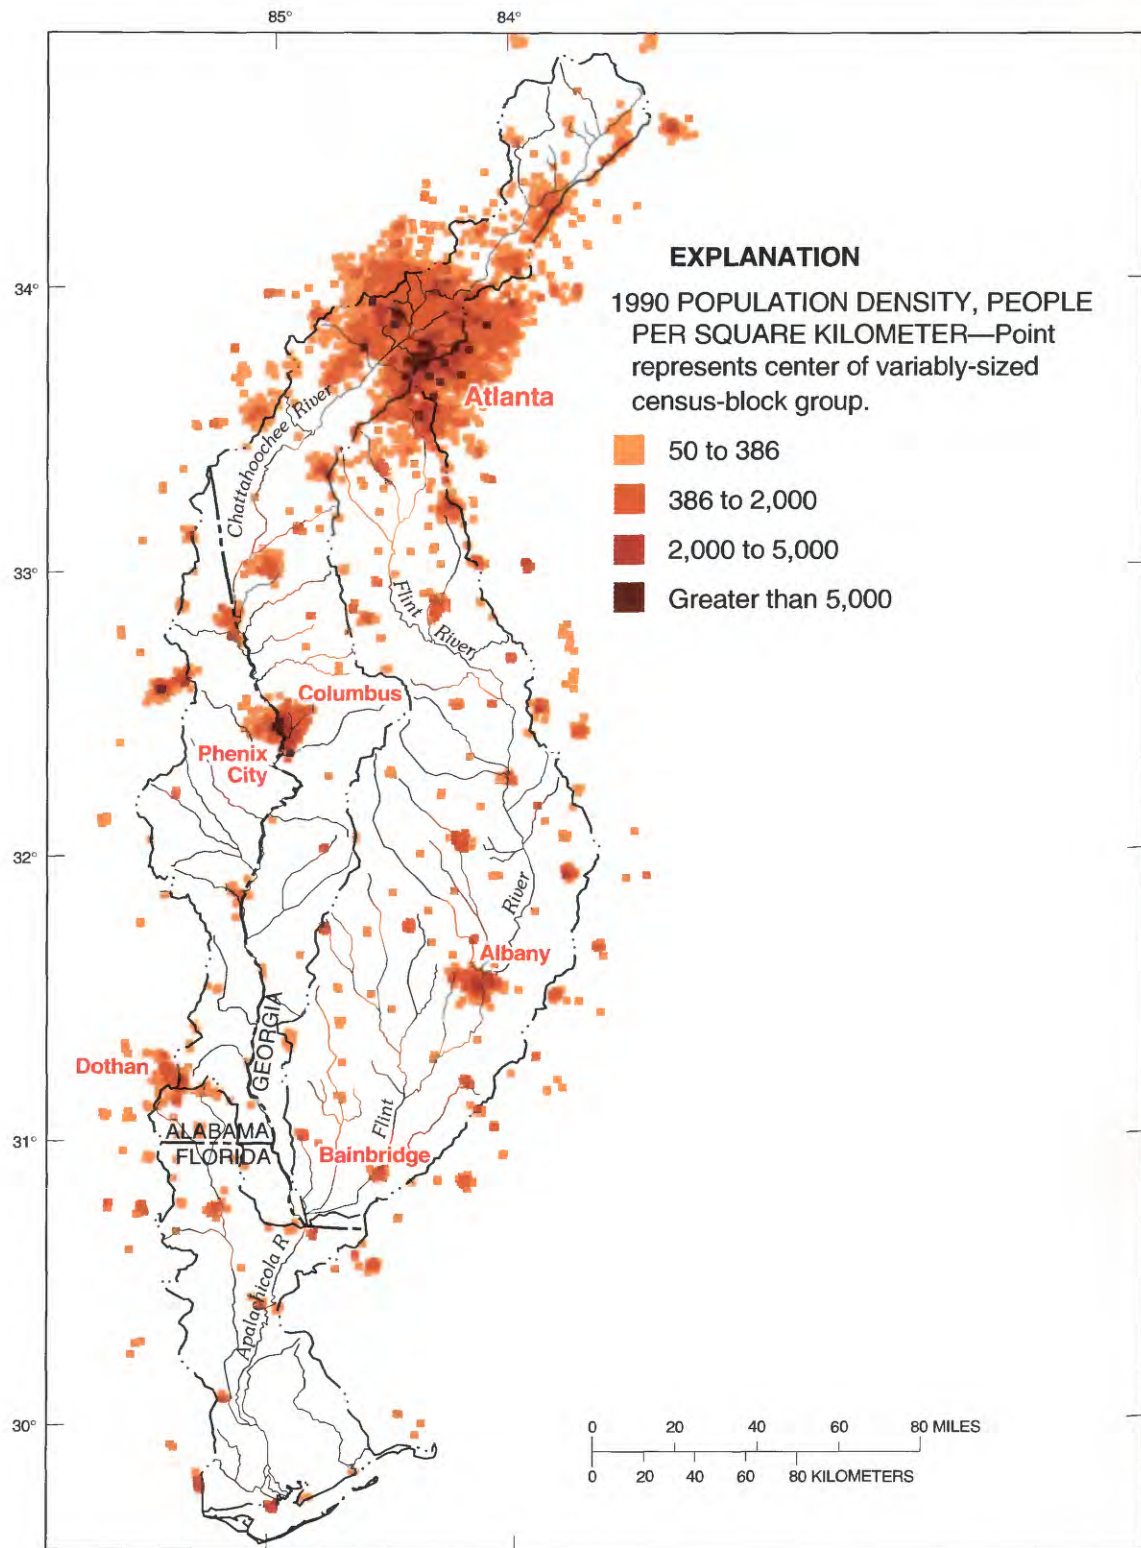 85°
84°
34°
33°
32°
31°
30°
EXPLANATION
1990 POPULATION DENSITY, PEOPLE
PER SQUARE KILOMETER—Point
represents center of variably-sized
census-block group.
50 to 386
386 to 2,000
2,000 to 5,000
Greater than 5,000
Atlanta
Chattahoochee River
Flint
River
Columbus
Phenix
City
River
Albany
GEORGIA
Dothan
ALABAMA
FLORIDA
Flint
Bainbridge
Apalachicola R
0 20 40 60 80 MILES
0 20 40 60 80 KILOMETERS